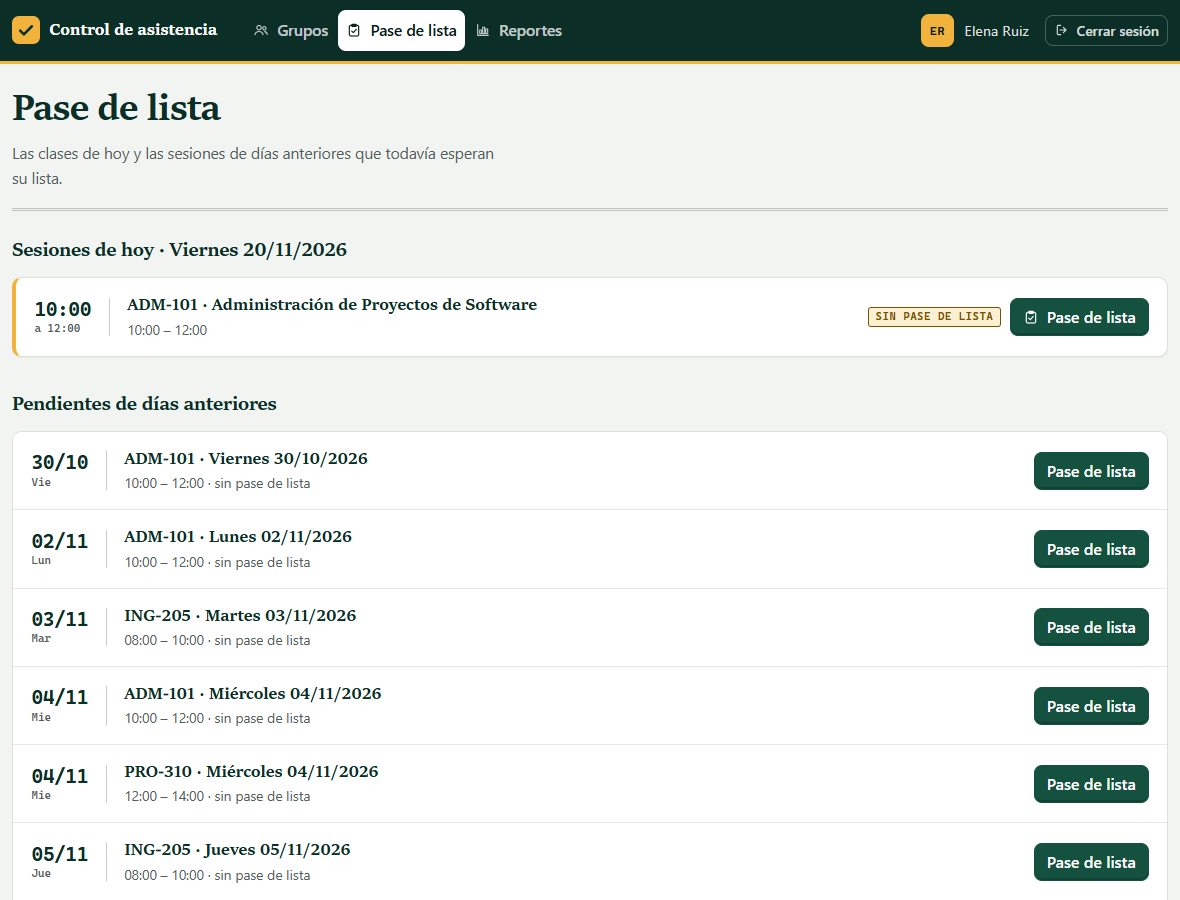 Control de asistencia
Grupos
Pase de lista
Reportes
ER
Elena Ruiz
Cerrar sesión
Pase de lista
Las clases de hoy y las sesiones de días anteriores que todavía esperan
su lista.
Sesiones de hoy · Viernes 20/11/2026
10:00
a 12:00
ADM-101 · Administración de Proyectos de Software
10:00 – 12:00
SIN PASE DE LISTA
Pase de lista
Pendientes de días anteriores
30/10
Vie
ADM-101 · Viernes 30/10/2026
10:00 – 12:00 · sin pase de lista
Pase de lista
02/11
Lun
ADM-101 · Lunes 02/11/2026
10:00 – 12:00 · sin pase de lista
Pase de lista
03/11
Mar
ING-205 · Martes 03/11/2026
08:00 – 10:00 · sin pase de lista
Pase de lista
04/11
Mie
ADM-101 · Miércoles 04/11/2026
10:00 – 12:00 · sin pase de lista
Pase de lista
04/11
Mie
PRO-310 · Miércoles 04/11/2026
12:00 – 14:00 · sin pase de lista
Pase de lista
05/11
Jue
ING-205 · Jueves 05/11/2026
08:00 – 10:00 · sin pase de lista
Pase de lista